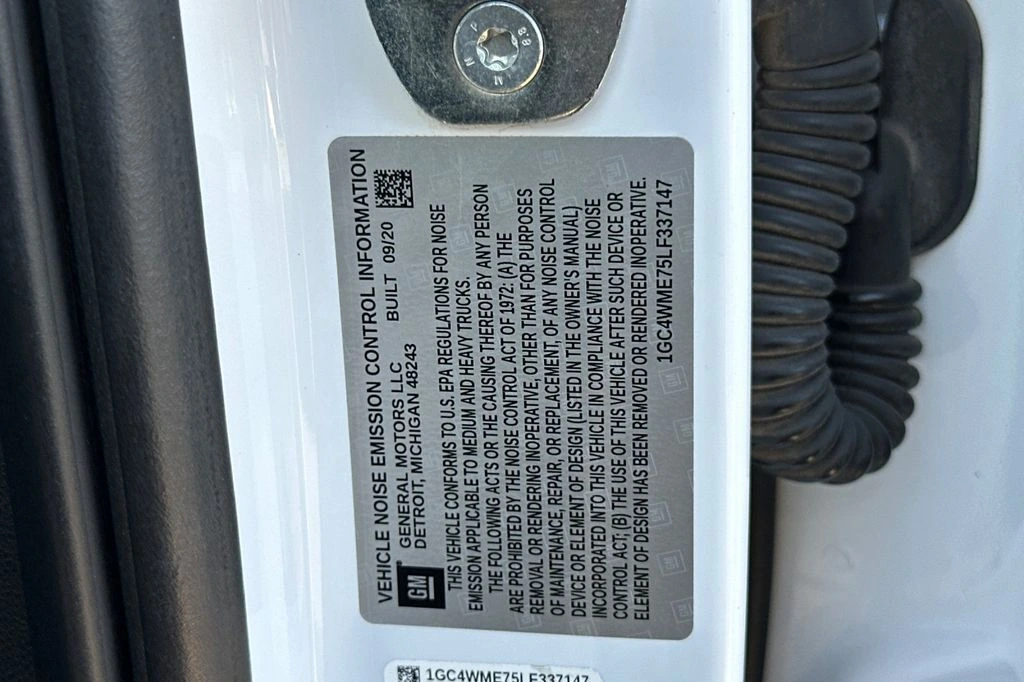 VEHICLE NOISE EMISSION CONTROL INFORMATION
GM
GENERAL MOTORS LLC
DETROIT, MICHIGAN 48243
BUILT 09/20
THIS VEHICLE CONFORMS TO U.S. EPA REGULATIONS FOR NOISE
EMISSION APPLICABLE TO MEDIUM AND HEAVY TRUCKS.
THE FOLLOWING ACTS OR THE CAUSING THEREOF BY ANY PERSON
ARE PROHIBITED BY THE NOISE CONTROL ACT OF 1972: (A) THE
REMOVAL OR RENDERING INOPERATIVE, OTHER THAN FOR PURPOSES
OF MAINTENANCE, REPAIR, OR REPLACEMENT, OF ANY NOISE CONTROL
DEVICE OR ELEMENT OF DESIGN (LISTED IN THE OWNER'S MANUAL)
INCORPORATED INTO THIS VEHICLE IN COMPLIANCE WITH THE NOISE
CONTROL ACT; (B) THE USE OF THIS VEHICLE AFTER SUCH DEVICE OR
ELEMENT OF DESIGN HAS BEEN REMOVED OR RENDERED INOPERATIVE.
1GC4WME75LF337147
1GC4WME75LF337147